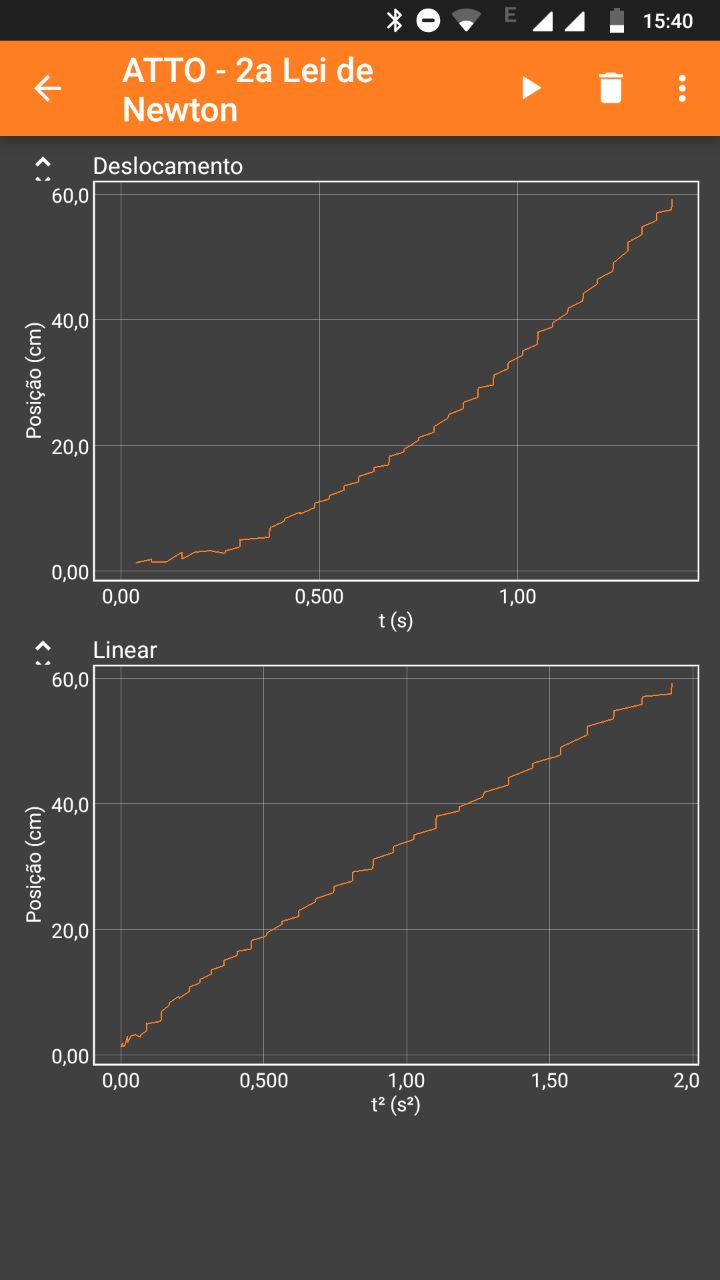 E 15:40
ATTO - 2a Lei de
Newton
Deslocamento
60,0
40,0
20,0
0,00
Posição (cm)
0,00 0,500 1,00
t (s)
Linear
60,0
40,0
20,0
0,00
Posição (cm)
0,00 0,500 1,00 1,50 2,0
t² (s²)